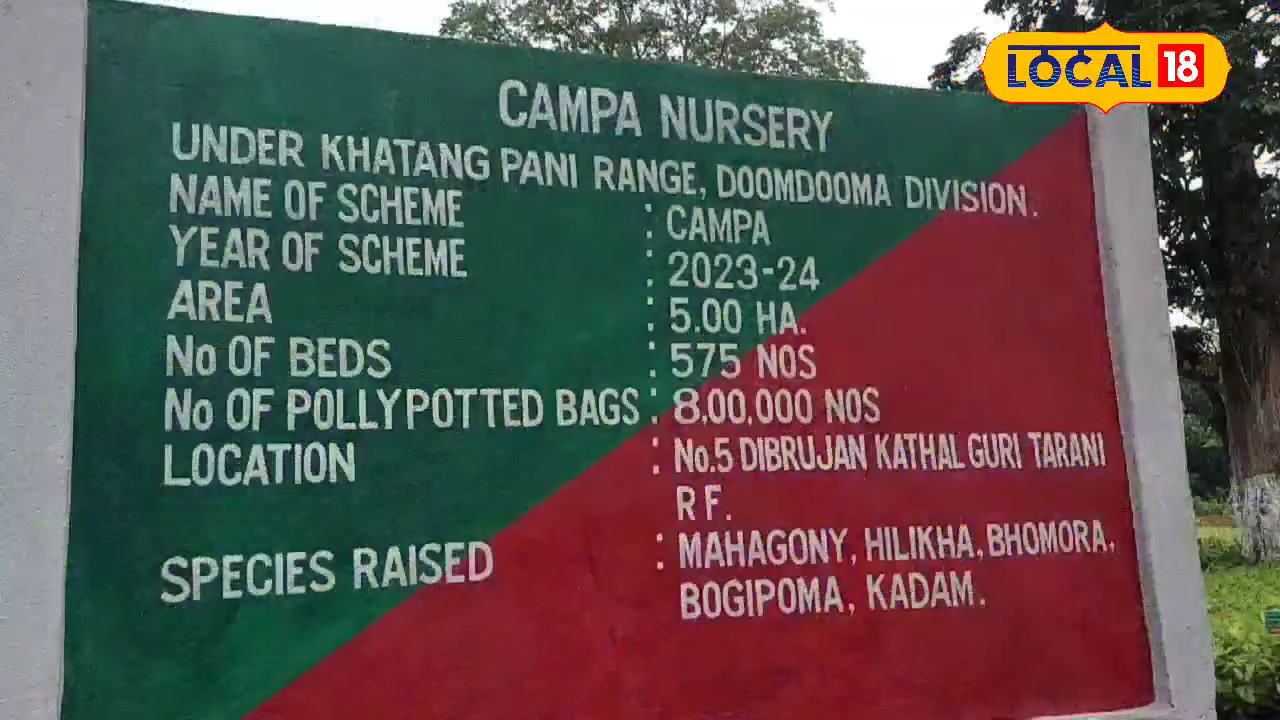 LOCAL 18
CAMPA NURSERY
UNDER KHATANG PANI RANGE, DOOMDOOMA DIVISION.
NAME OF SCHEME : CAMPA
YEAR OF SCHEME : 2023-24
AREA : 5.00 HA.
No OF BEDS : 575 NOS
No OF POLLYPOTTED BAGS : 8,00,000 NOS
LOCATION : No.5 DIBRUJAN KATHAL GURI TARANI
R F.
SPECIES RAISED : MAHAGONY, HILIKHA, BHOMORA,
BOGIPOMA, KADAM.